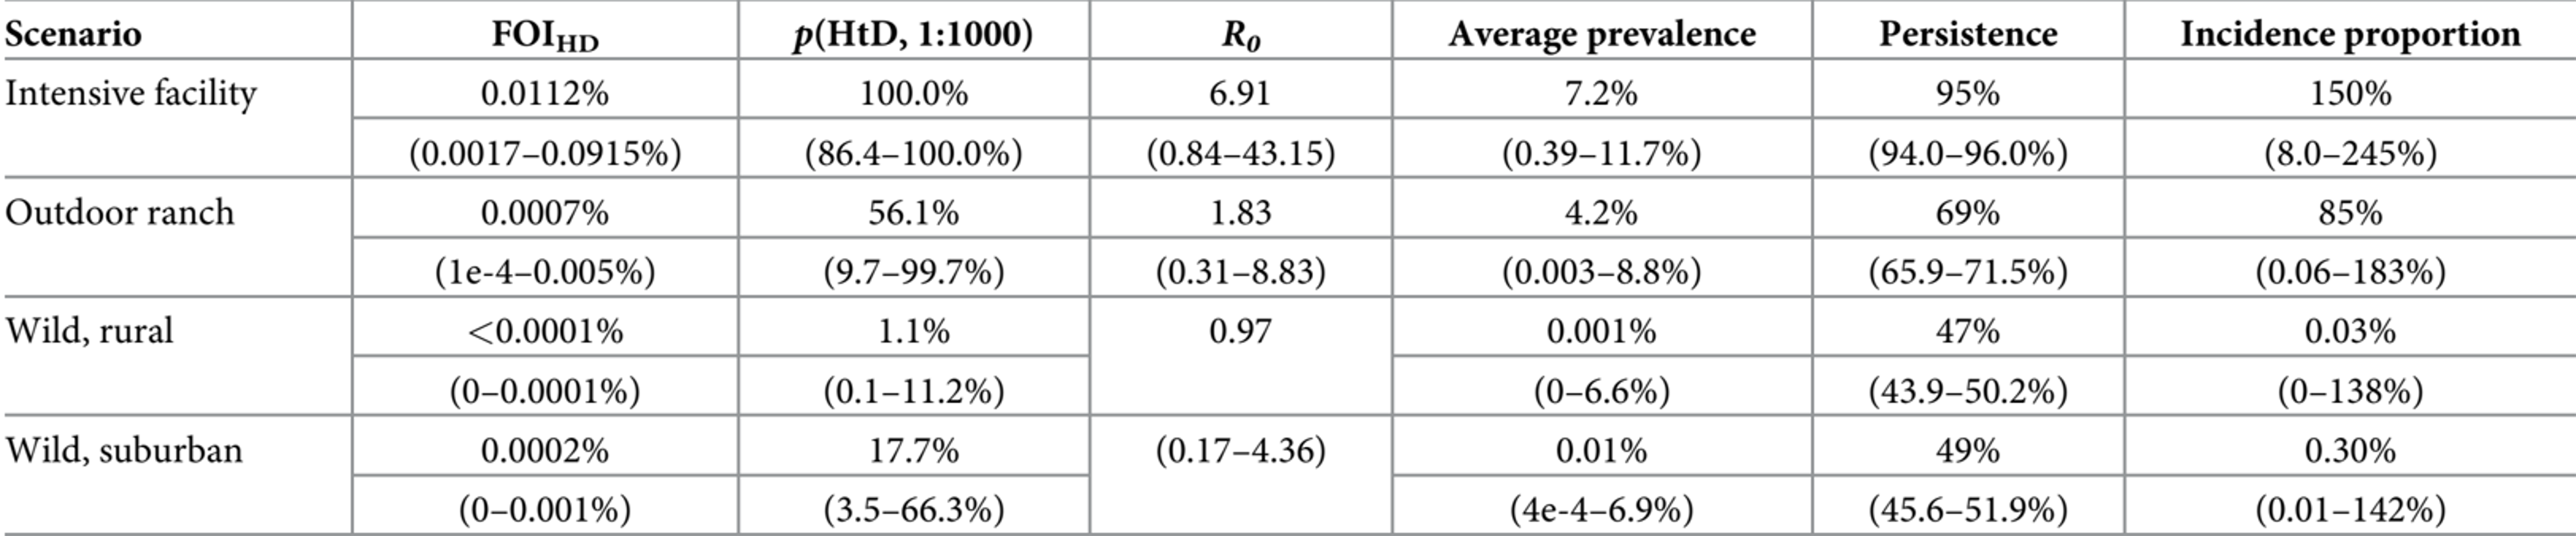 Scenario FOI_HD p(HtD, 1:1000) R_0 Average prevalence Persistence Incidence proportion
Intensive facility 0.0112% 100.0% 6.91 7.2% 95% 150%
(0.0017–0.0915%) (86.4–100.0%) (0.84–43.15) (0.39–11.7%) (94.0–96.0%) (8.0–245%)
Outdoor ranch 0.0007% 56.1% 1.83 4.2% 69% 85%
(1e-4–0.005%) (9.7–99.7%) (0.31–8.83) (0.003–8.8%) (65.9–71.5%) (0.06–183%)
Wild, rural <0.0001% 1.1% 0.97 0.001% 47% 0.03%
(0–0.0001%) (0.1–11.2%) (0–6.6%) (43.9–50.2%) (0–138%)
Wild, suburban 0.0002% 17.7% (0.17–4.36) 0.01% 49% 0.30%
(0–0.001%) (3.5–66.3%) (4e-4–6.9%) (45.6–51.9%) (0.01–142%)